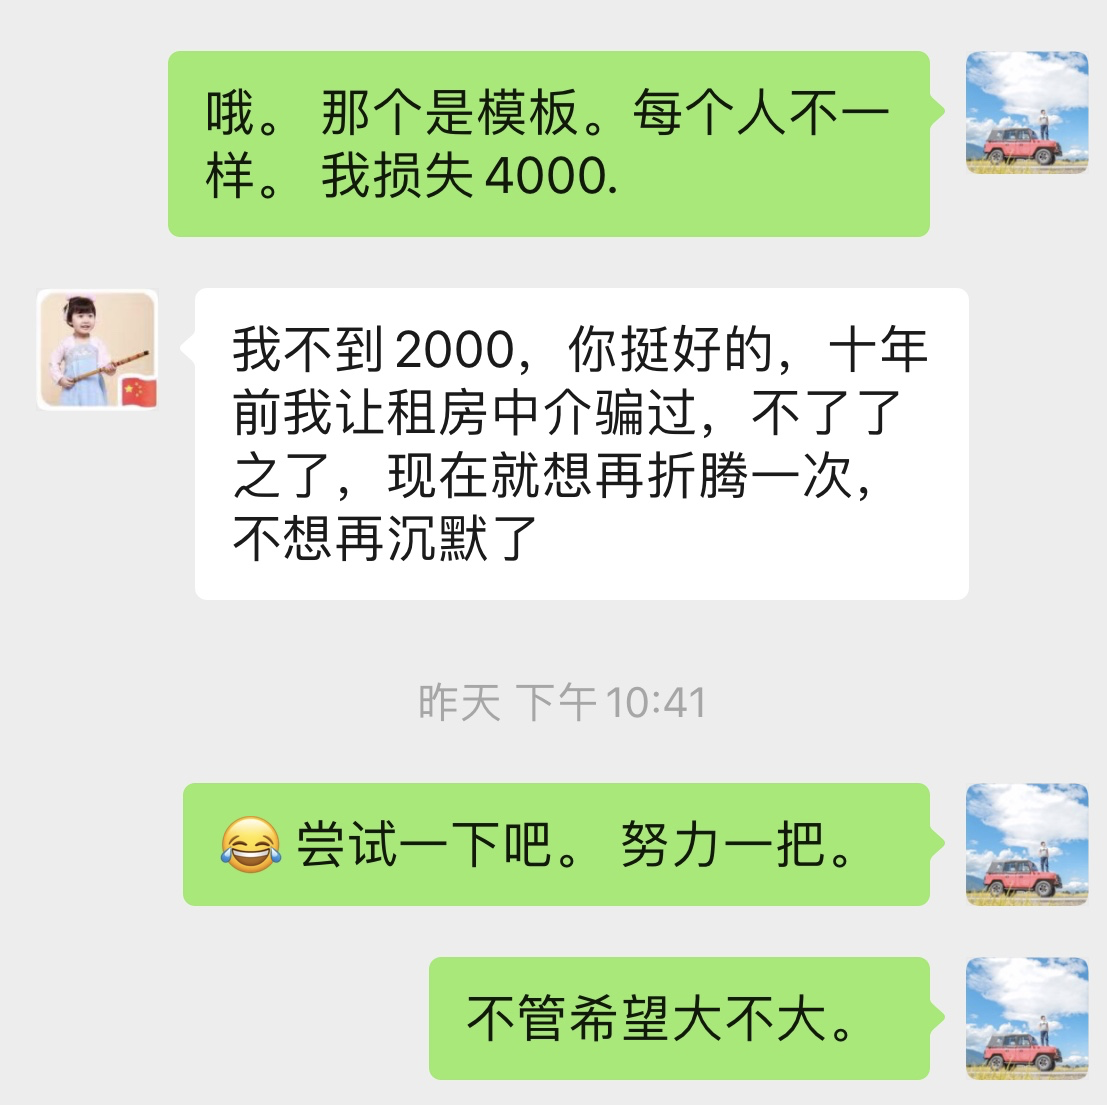 哦。 那个是模板。每个人不一
样。 我损失 4000.
我不到 2000，你挺好的，十年
前我让租房中介骗过，不了了
之了，现在就想再折腾一次，
不想再沉默了
昨天 下午 10:41
😂 尝试一下吧。 努力一把。
不管希望大不大。